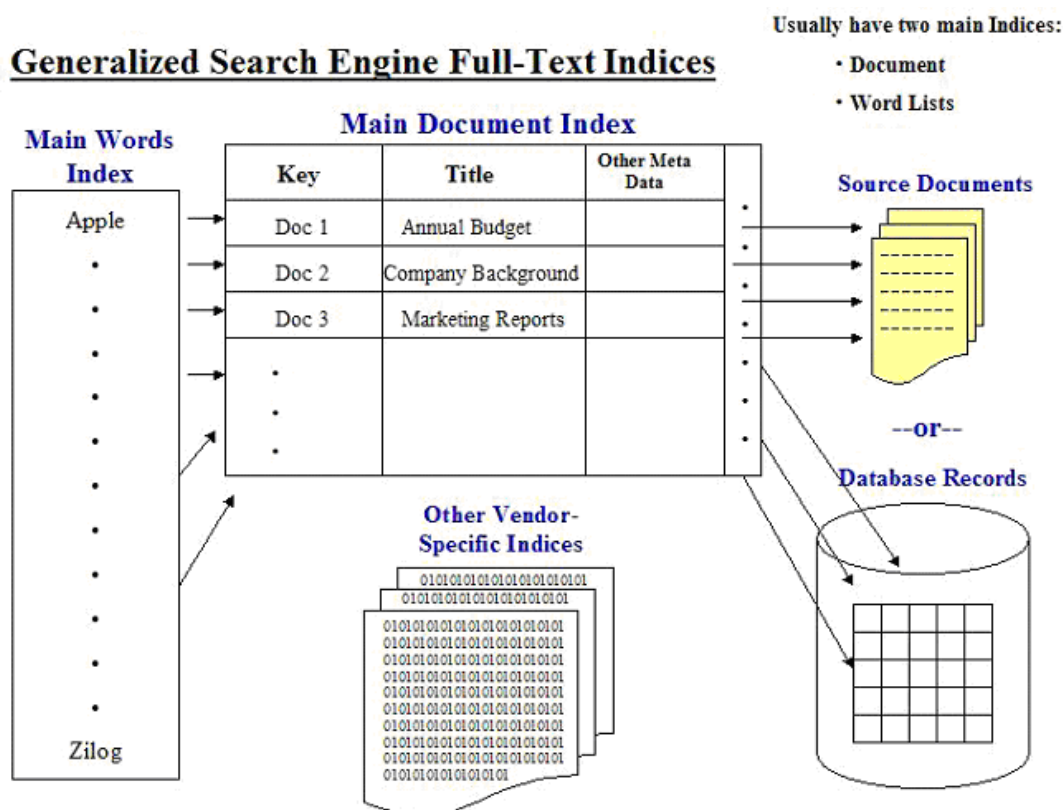 Usually have two main Indices:
• Document
• Word Lists
Generalized Search Engine Full-Text Indices
Main Words
Index
Apple
Zilog
Main Document Index
Key Title Other Meta
Data
Doc 1 Annual Budget
Doc 2 Company Background
Doc 3 Marketing Reports
Source Documents
--or--
Database Records
Other Vendor-
Specific Indices